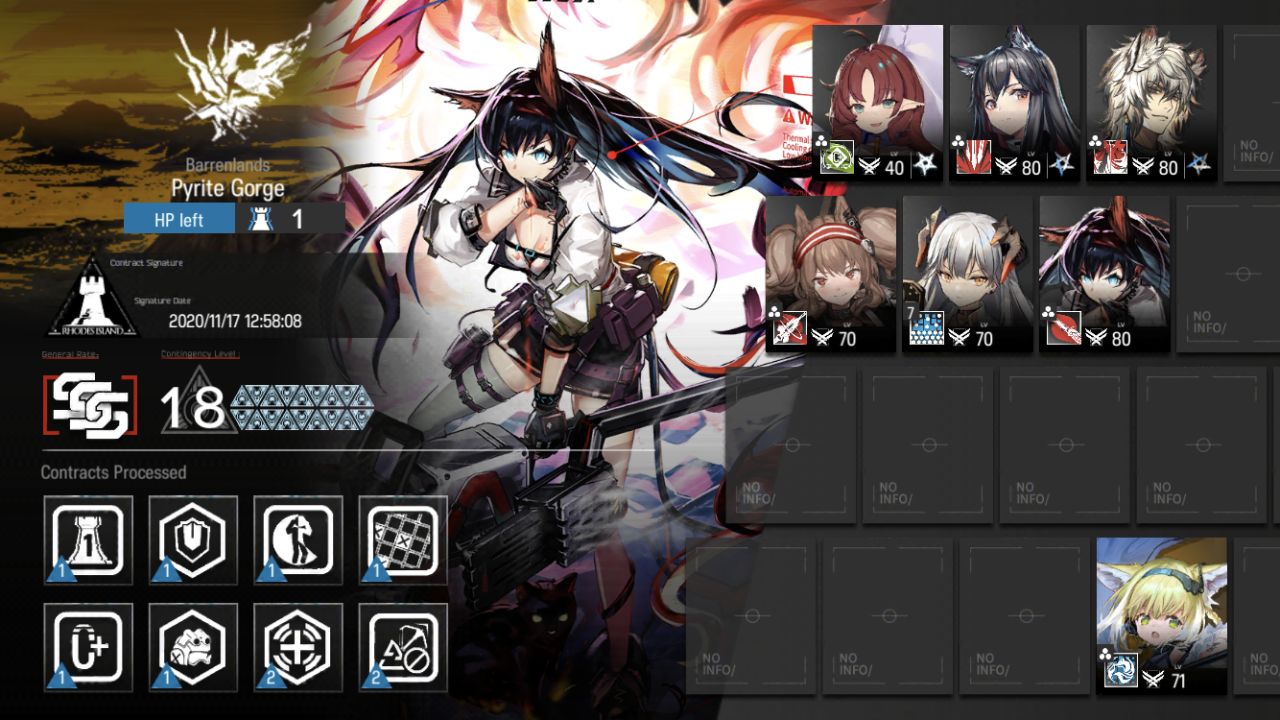 Barrenlands
Pyrite Gorge
HP left 1
Contract Signature
Signature Date
RHODES ISLAND
2020/11/17 12:58:08
General Rate:
Contingency Level:
18
Contracts Processed
1
1
1
1
1
1
1
2
2
LV
40
LV
80
LV
80
NO
INFO/
LV
70
7
LV
70
LV
80
NO
INFO/
NO
INFO/
NO
INFO/
NO
INFO/
NO
INFO/
NO
INFO/
NO
INFO/
NO
INFO/
LV
71
NO
INFO/